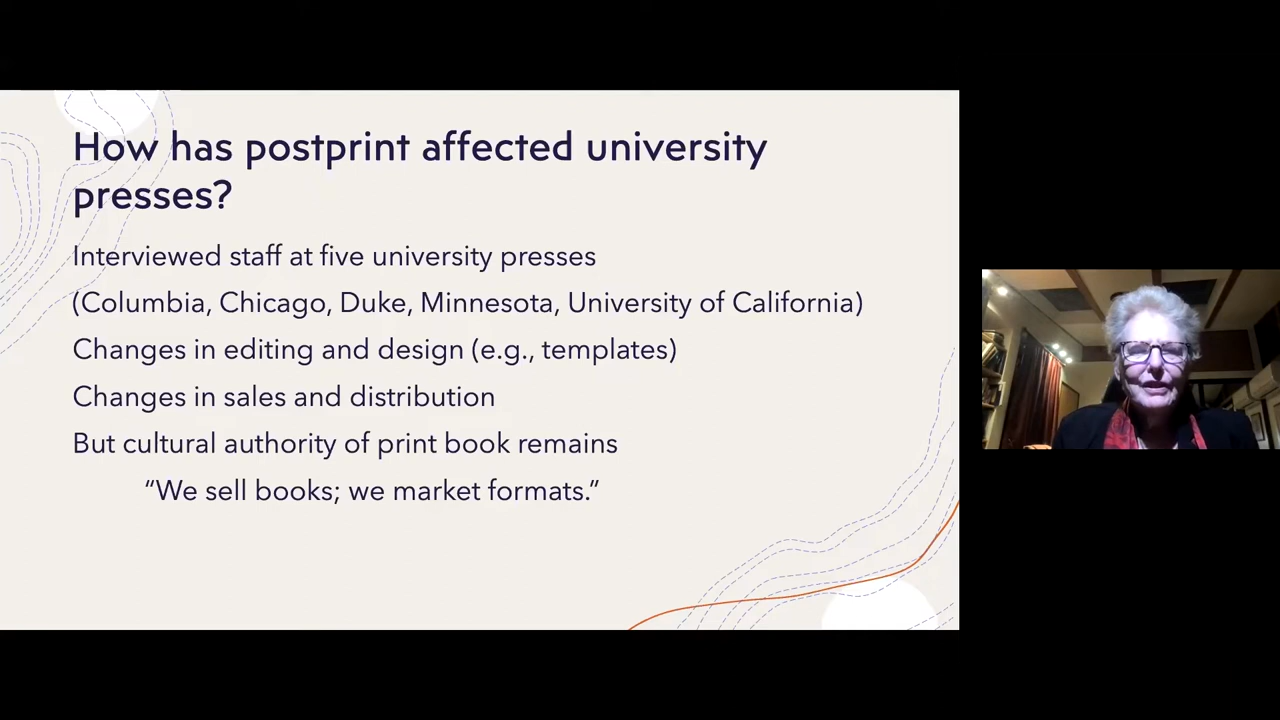 How has postprint affected university
presses?
Interviewed staff at five university presses
(Columbia, Chicago, Duke, Minnesota, University of California)
Changes in editing and design (e.g., templates)
Changes in sales and distribution
But cultural authority of print book remains
“We sell books; we market formats.”